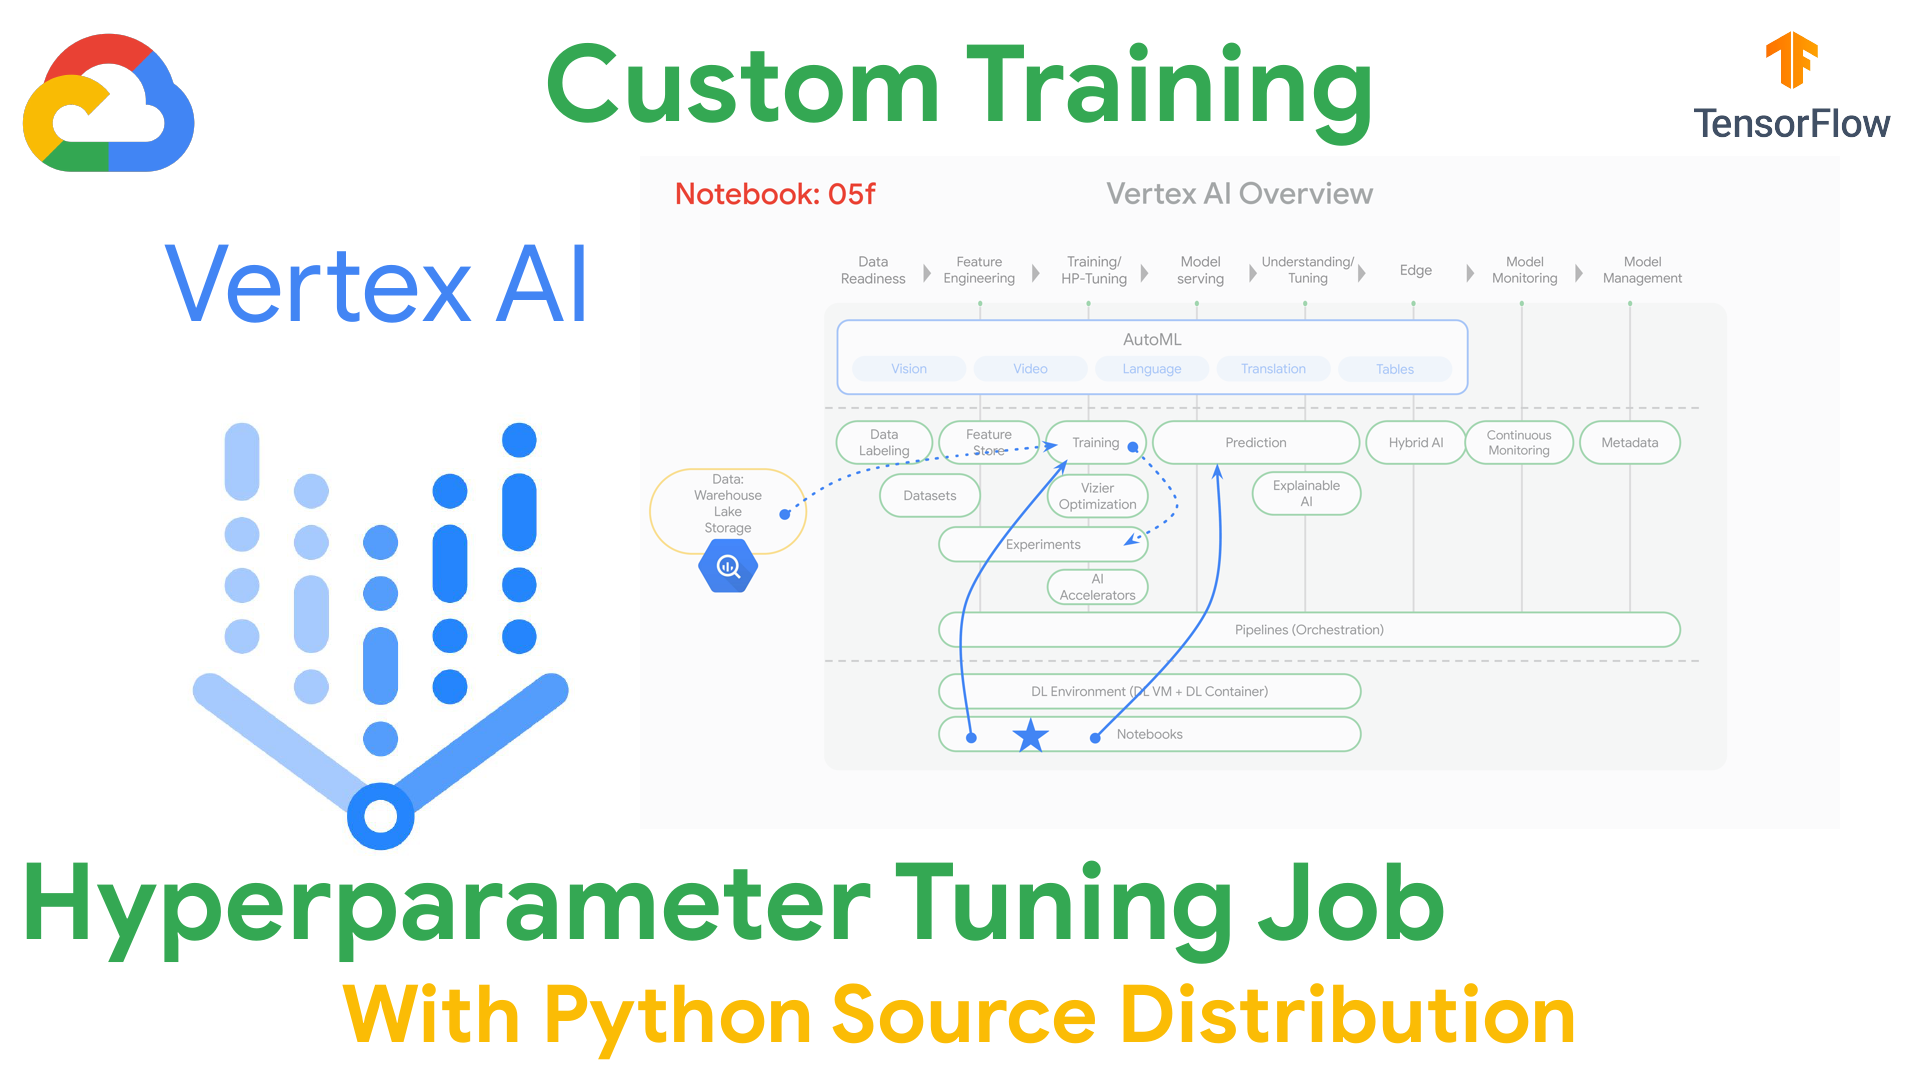 Custom Training
TensorFlow
Notebook: 05f
Vertex AI Overview
Vertex AI
Data
Readiness
Feature
Engineering
Training/
HP-Tuning
Model
serving
Understanding/
Tuning
Edge
Model
Monitoring
Model
Management
AutoML
Vision
Video
Language
Translation
Tables
Data
Labeling
Feature
Store
Training
Prediction
Hybrid AI
Continuous
Monitoring
Metadata
Data:
Warehouse
Lake
Storage
Datasets
Vizier
Optimization
Explainable
AI
Experiments
AI
Accelerators
Pipelines (Orchestration)
DL Environment (DL VM + DL Container)
Notebooks
Hyperparameter Tuning Job
With Python Source Distribution